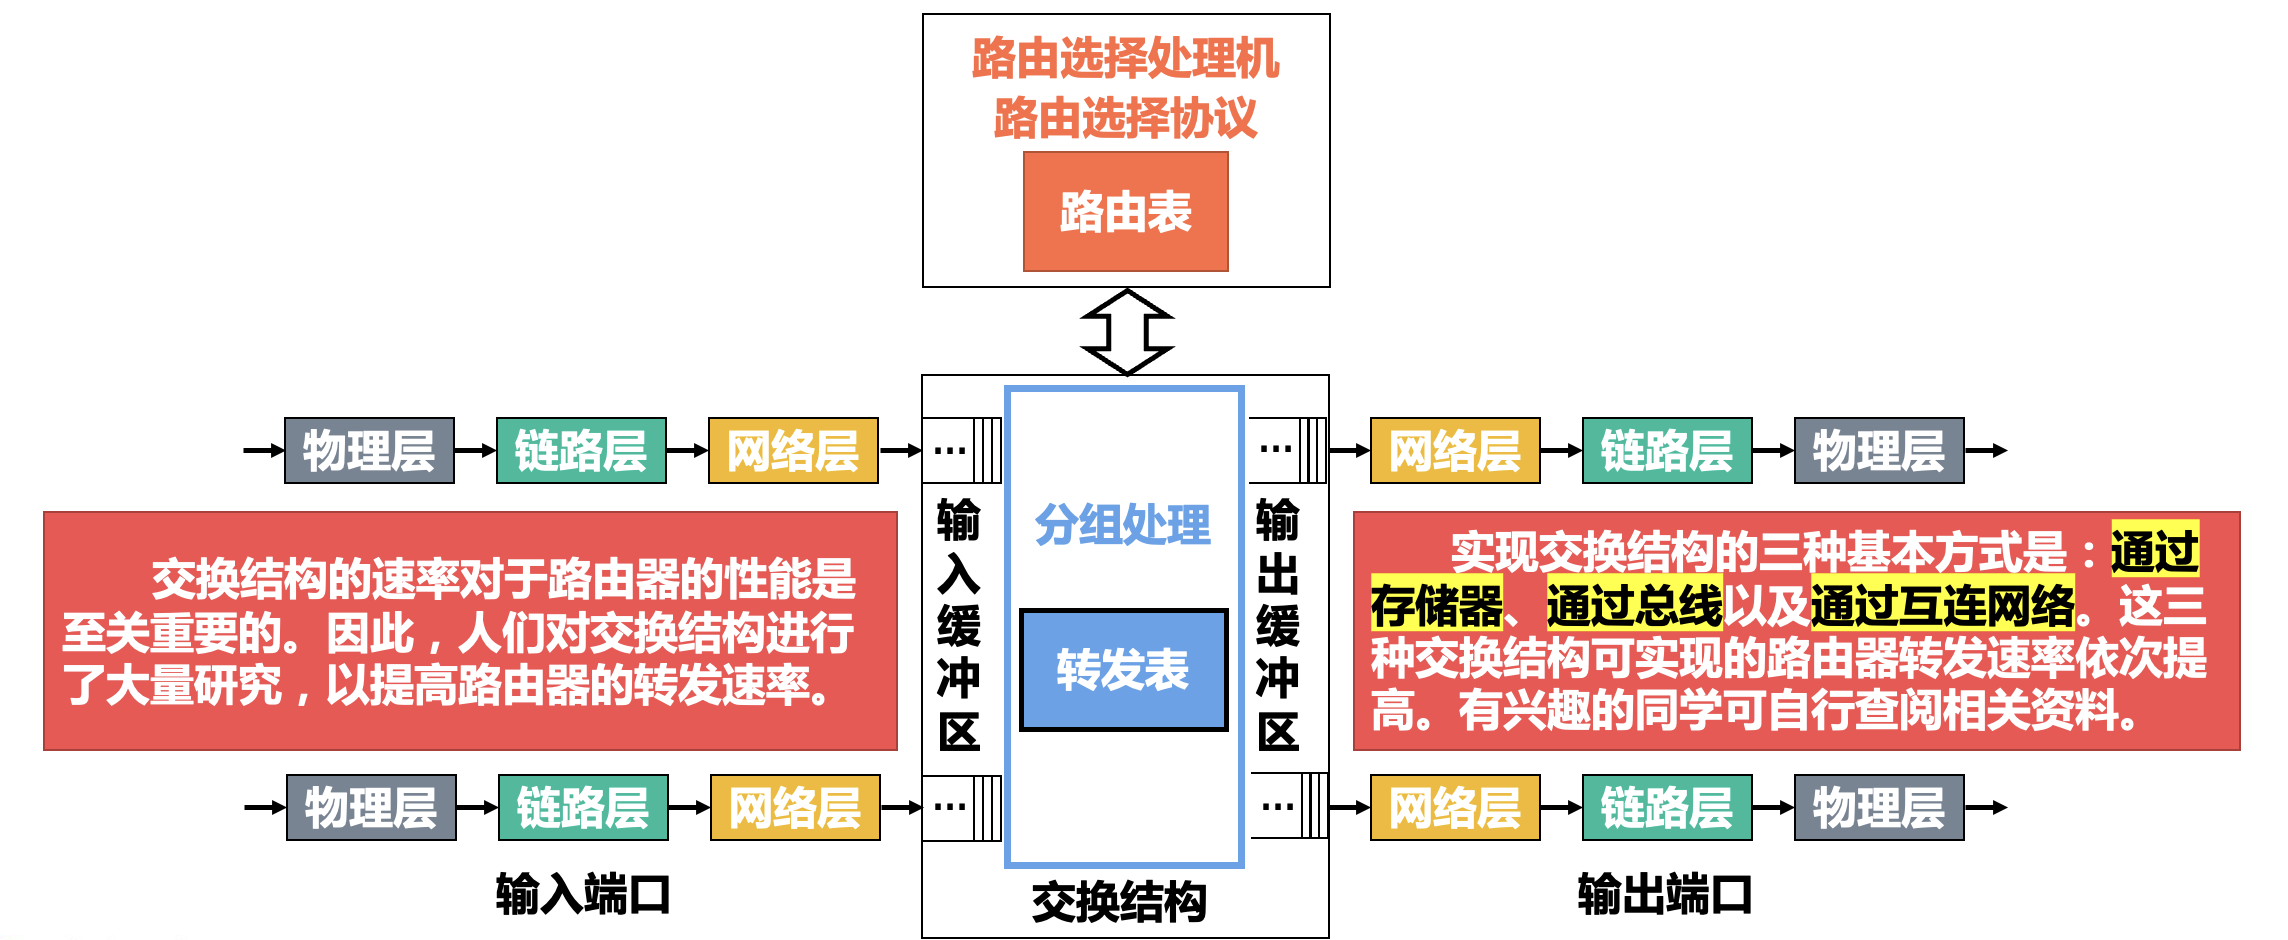 路由选择处理机
路由选择协议
路由表
物理层
链路层
网络层
...
...
网络层
链路层
物理层
输入缓冲区
分组处理
转发表
输出缓冲区
交换结构的速率对于路由器的性能是
至关重要的。因此，人们对交换结构进行
了大量研究，以提高路由器的转发速率。
实现交换结构的三种基本方式是：通过
存储器、通过总线以及通过互连网络。这三
种交换结构可实现的路由器转发速率依次提
高。有兴趣的同学可自行查阅相关资料。
物理层
链路层
网络层
...
...
网络层
链路层
物理层
输入端口
交换结构
输出端口